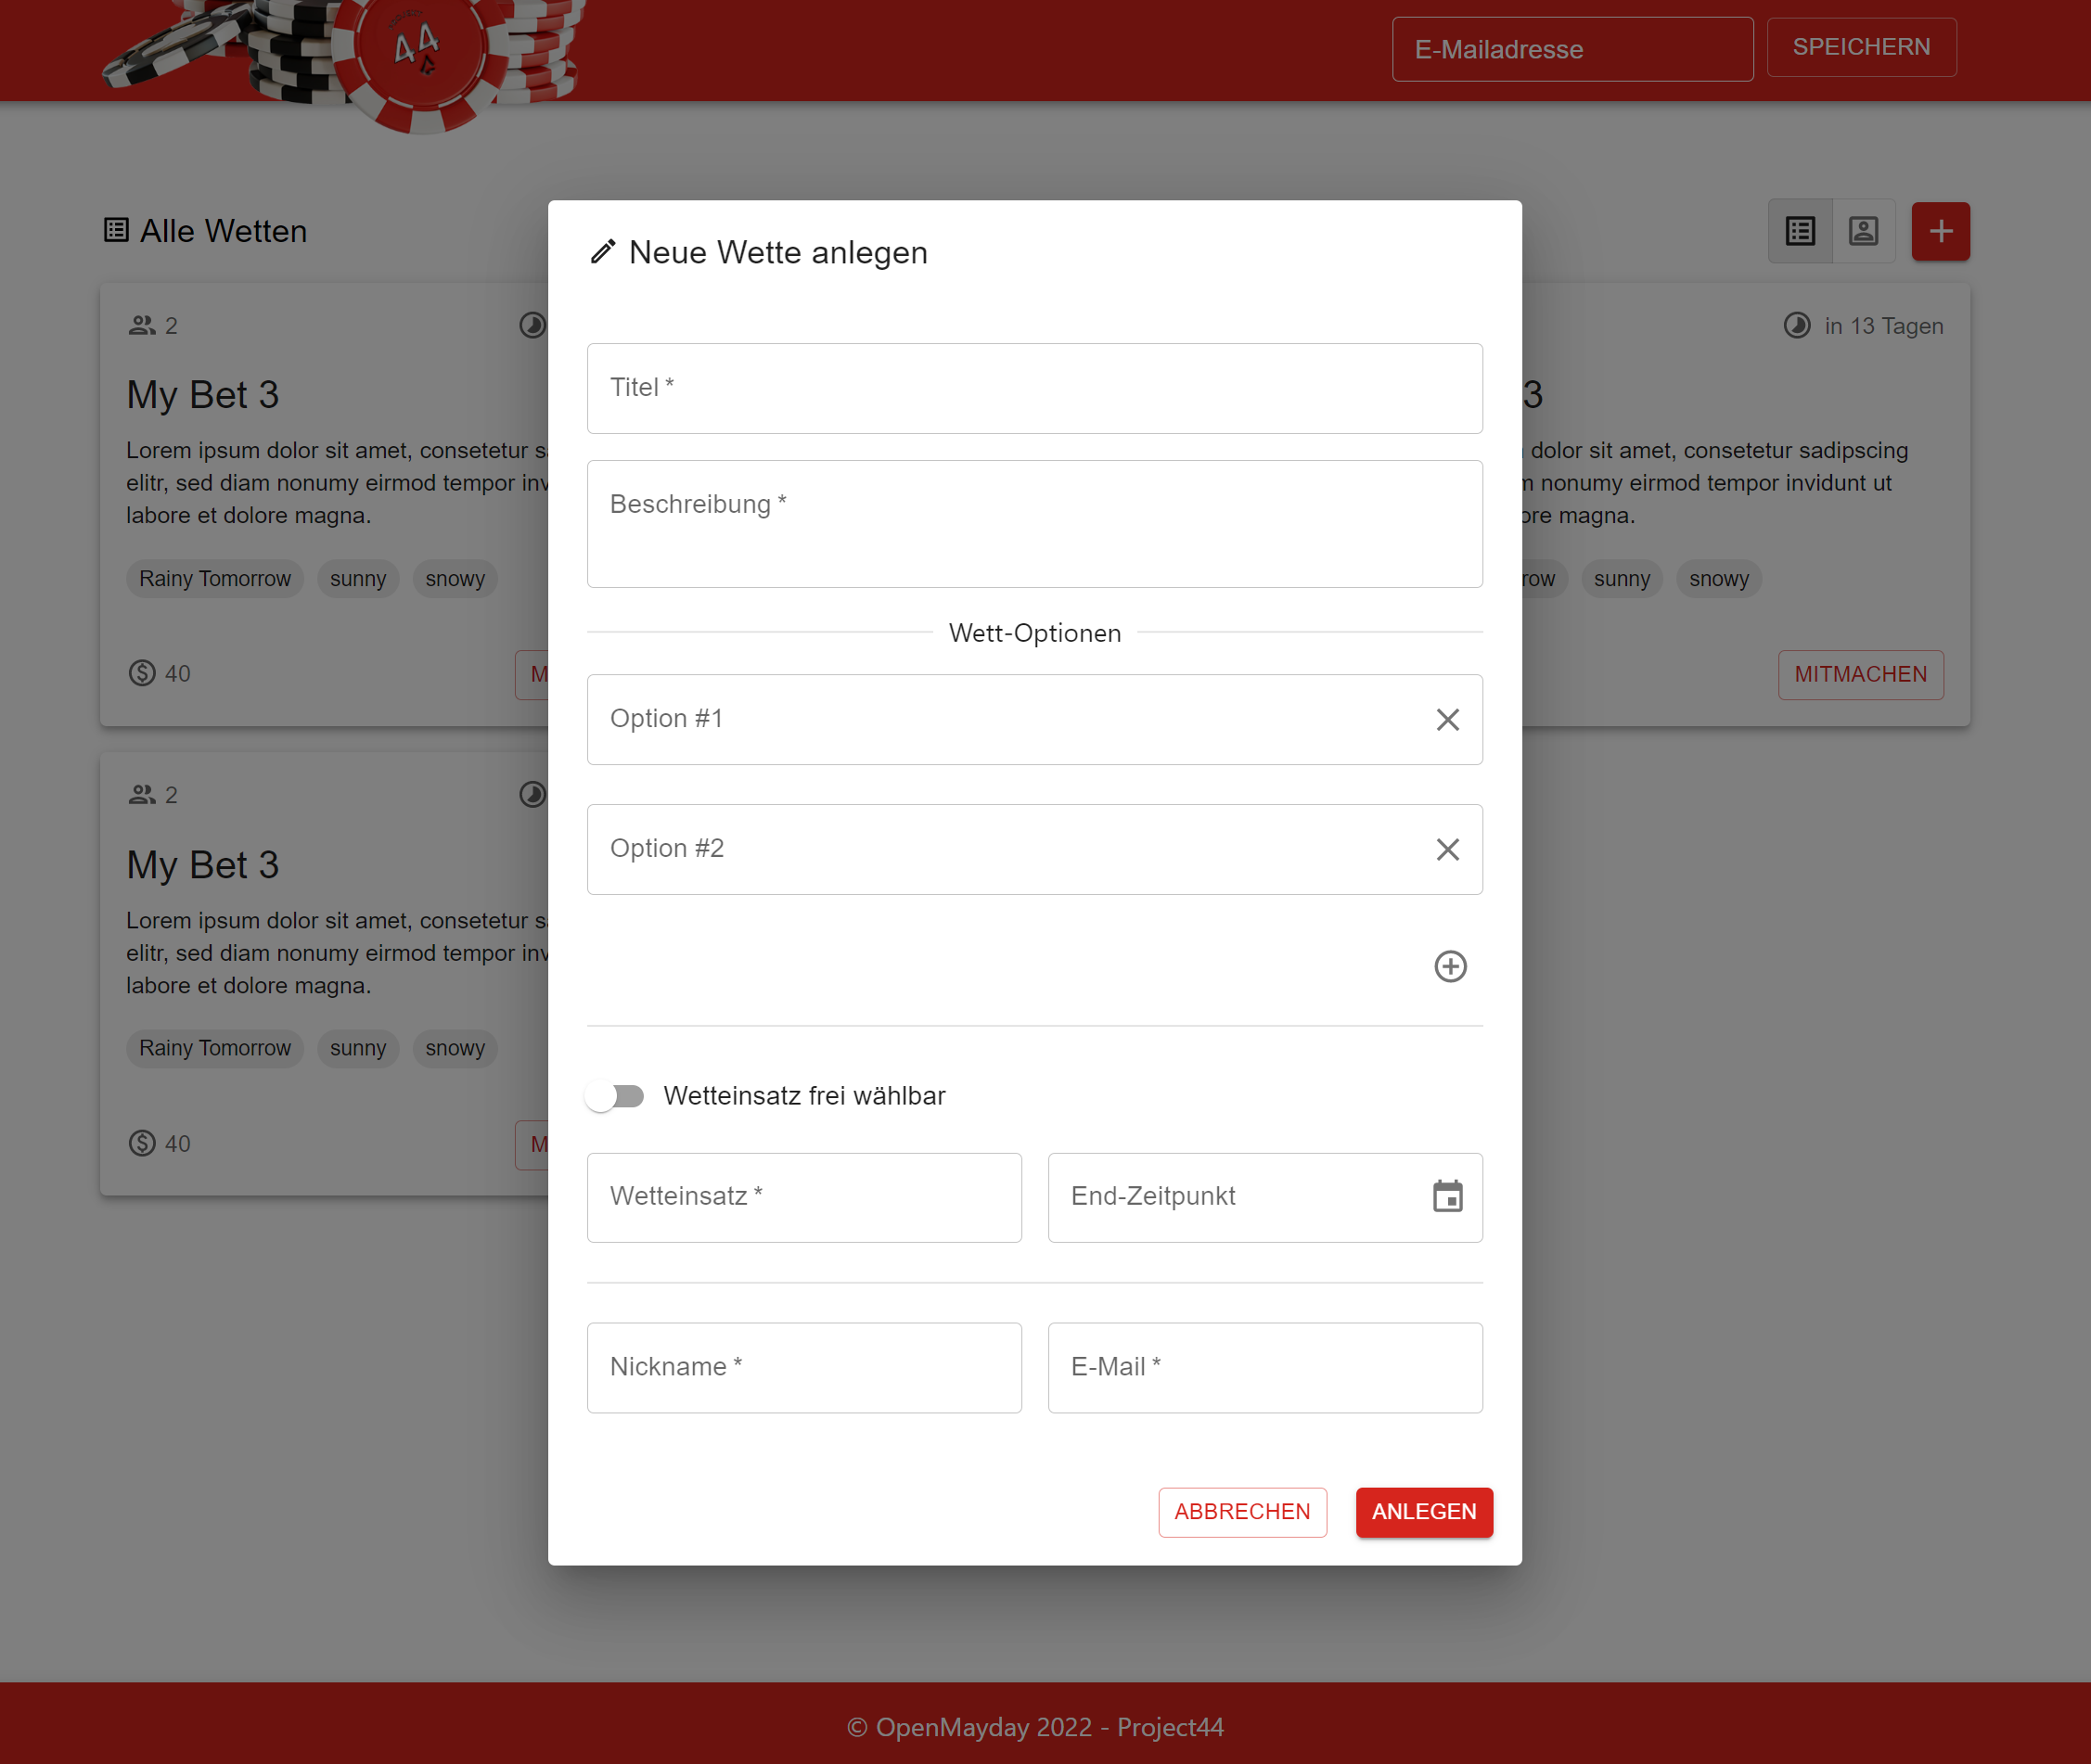 44
E-Mailadresse
SPEICHERN
Alle Wetten
Neue Wette anlegen
2
in 13 Tagen
My Bet 3
3
Lorem ipsum dolor sit amet, consetetur s
elitr, sed diam nonumy eirmod tempor inv
labore et dolore magna.
dolor sit amet, consetetur sadipscing
nonumy eirmod tempor invidunt ut
ore magna.
Rainy Tomorrow
sunny
snowy
row
sunny
snowy
40
M
MITMACHEN
2
My Bet 3
Lorem ipsum dolor sit amet, consetetur s
elitr, sed diam nonumy eirmod tempor inv
labore et dolore magna.
Rainy Tomorrow
sunny
snowy
40
M
Titel *
Beschreibung *
Wett-Optionen
Option #1
Option #2
Wetteinsatz frei wählbar
Wetteinsatz *
End-Zeitpunkt
Nickname *
E-Mail *
ABBRECHEN
ANLEGEN
© OpenMayday 2022 - Project44